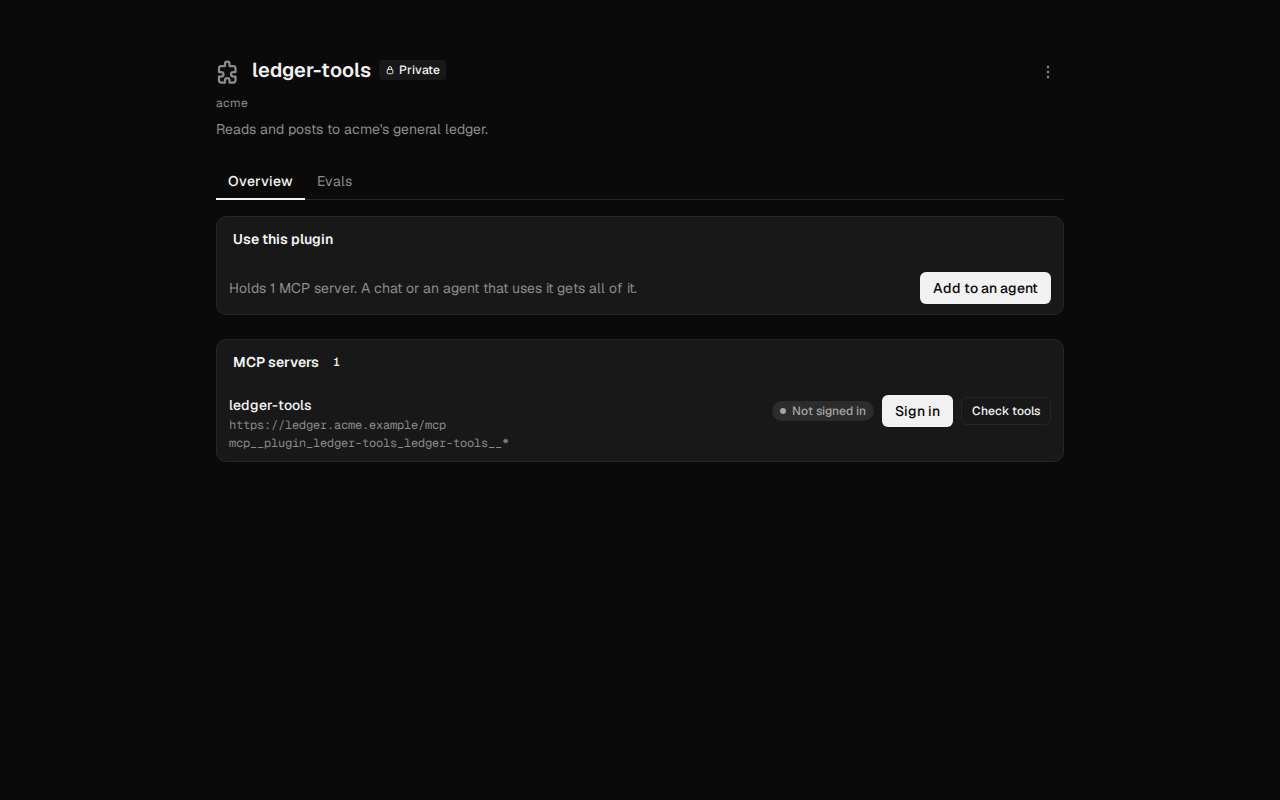 ledger-tools
Private
acme
Reads and posts to acme's general ledger.
Overview
Evals
Use this plugin
Holds 1 MCP server. A chat or an agent that uses it gets all of it.
Add to an agent
MCP servers 1
ledger-tools
Not signed in
Sign in
Check tools
https://ledger.acme.example/mcp
mcp__plugin_ledger-tools_ledger-tools__*